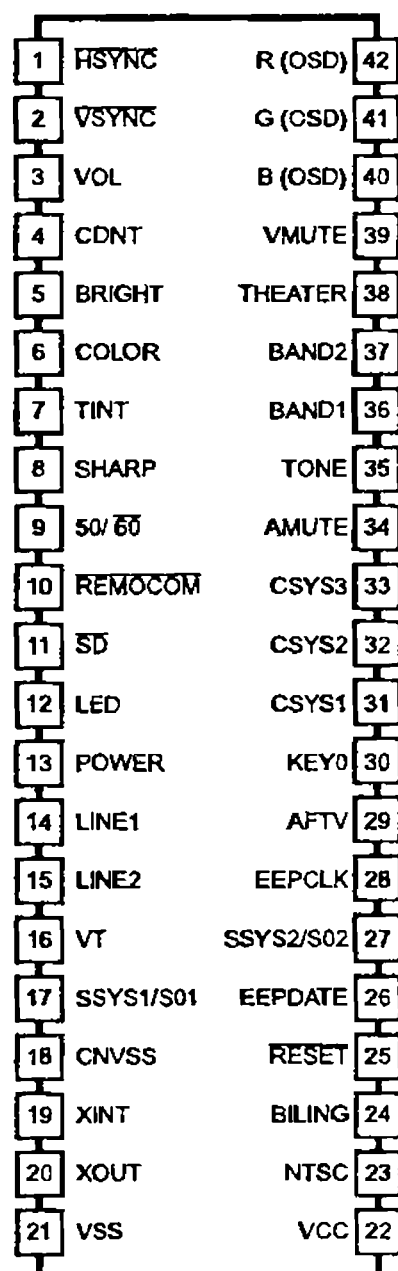 1 HSYNC R (OSD) 42
2 VSYNC G (OSD) 41
3 VOL B (OSD) 40
4 CDNT VMUTE 39
5 BRIGHT THEATER 38
6 COLOR BAND2 37
7 TINT BAND1 36
8 SHARP TONE 35
9 50/ 60 AMUTE 34
10 REMOCOM CSYS3 33
11 SD CSYS2 32
12 LED CSYS1 31
13 POWER KEY0 30
14 LINE1 AFTV 29
15 LINE2 EEPCLK 28
16 VT SSYS2/S02 27
17 SSYS1/S01 EEPDATE 26
18 CNVSS RESET 25
19 XINT BILING 24
20 XOUT NTSC 23
21 VSS VCC 22